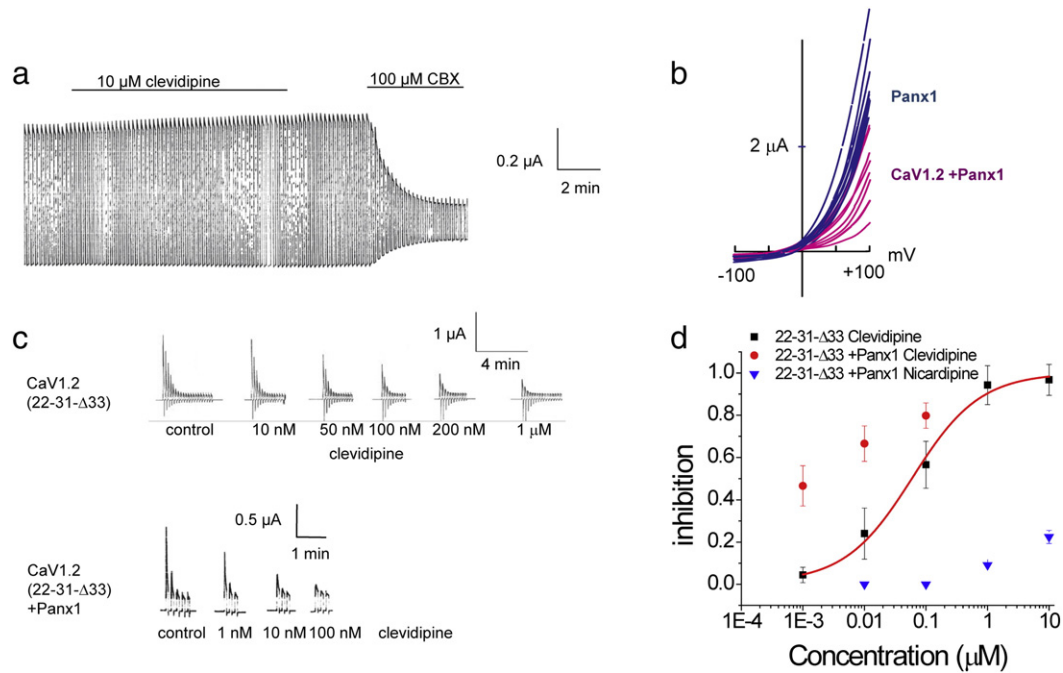 a
10 µM clevidipine
100 µM CBX
0.2 µA
2 min
b
Panx1
2 µA
CaV1.2 +Panx1
mV
-100
+100
c
1 µA
4 min
CaV1.2
(22-31-Δ33)
control
10 nM
50 nM
100 nM
200 nM
1 µM
clevidipine
0.5 µA
1 min
CaV1.2
(22-31-Δ33)
+Panx1
control
1 nM
10 nM
100 nM
clevidipine
d
22-31-Δ33 Clevidipine
22-31-Δ33 +Panx1 Clevidipine
22-31-Δ33 +Panx1 Nicardipine
1.0
0.8
0.6
0.4
0.2
0.0
inhibition
1E-4
1E-3
0.01
0.1
1
10
Concentration (µM)